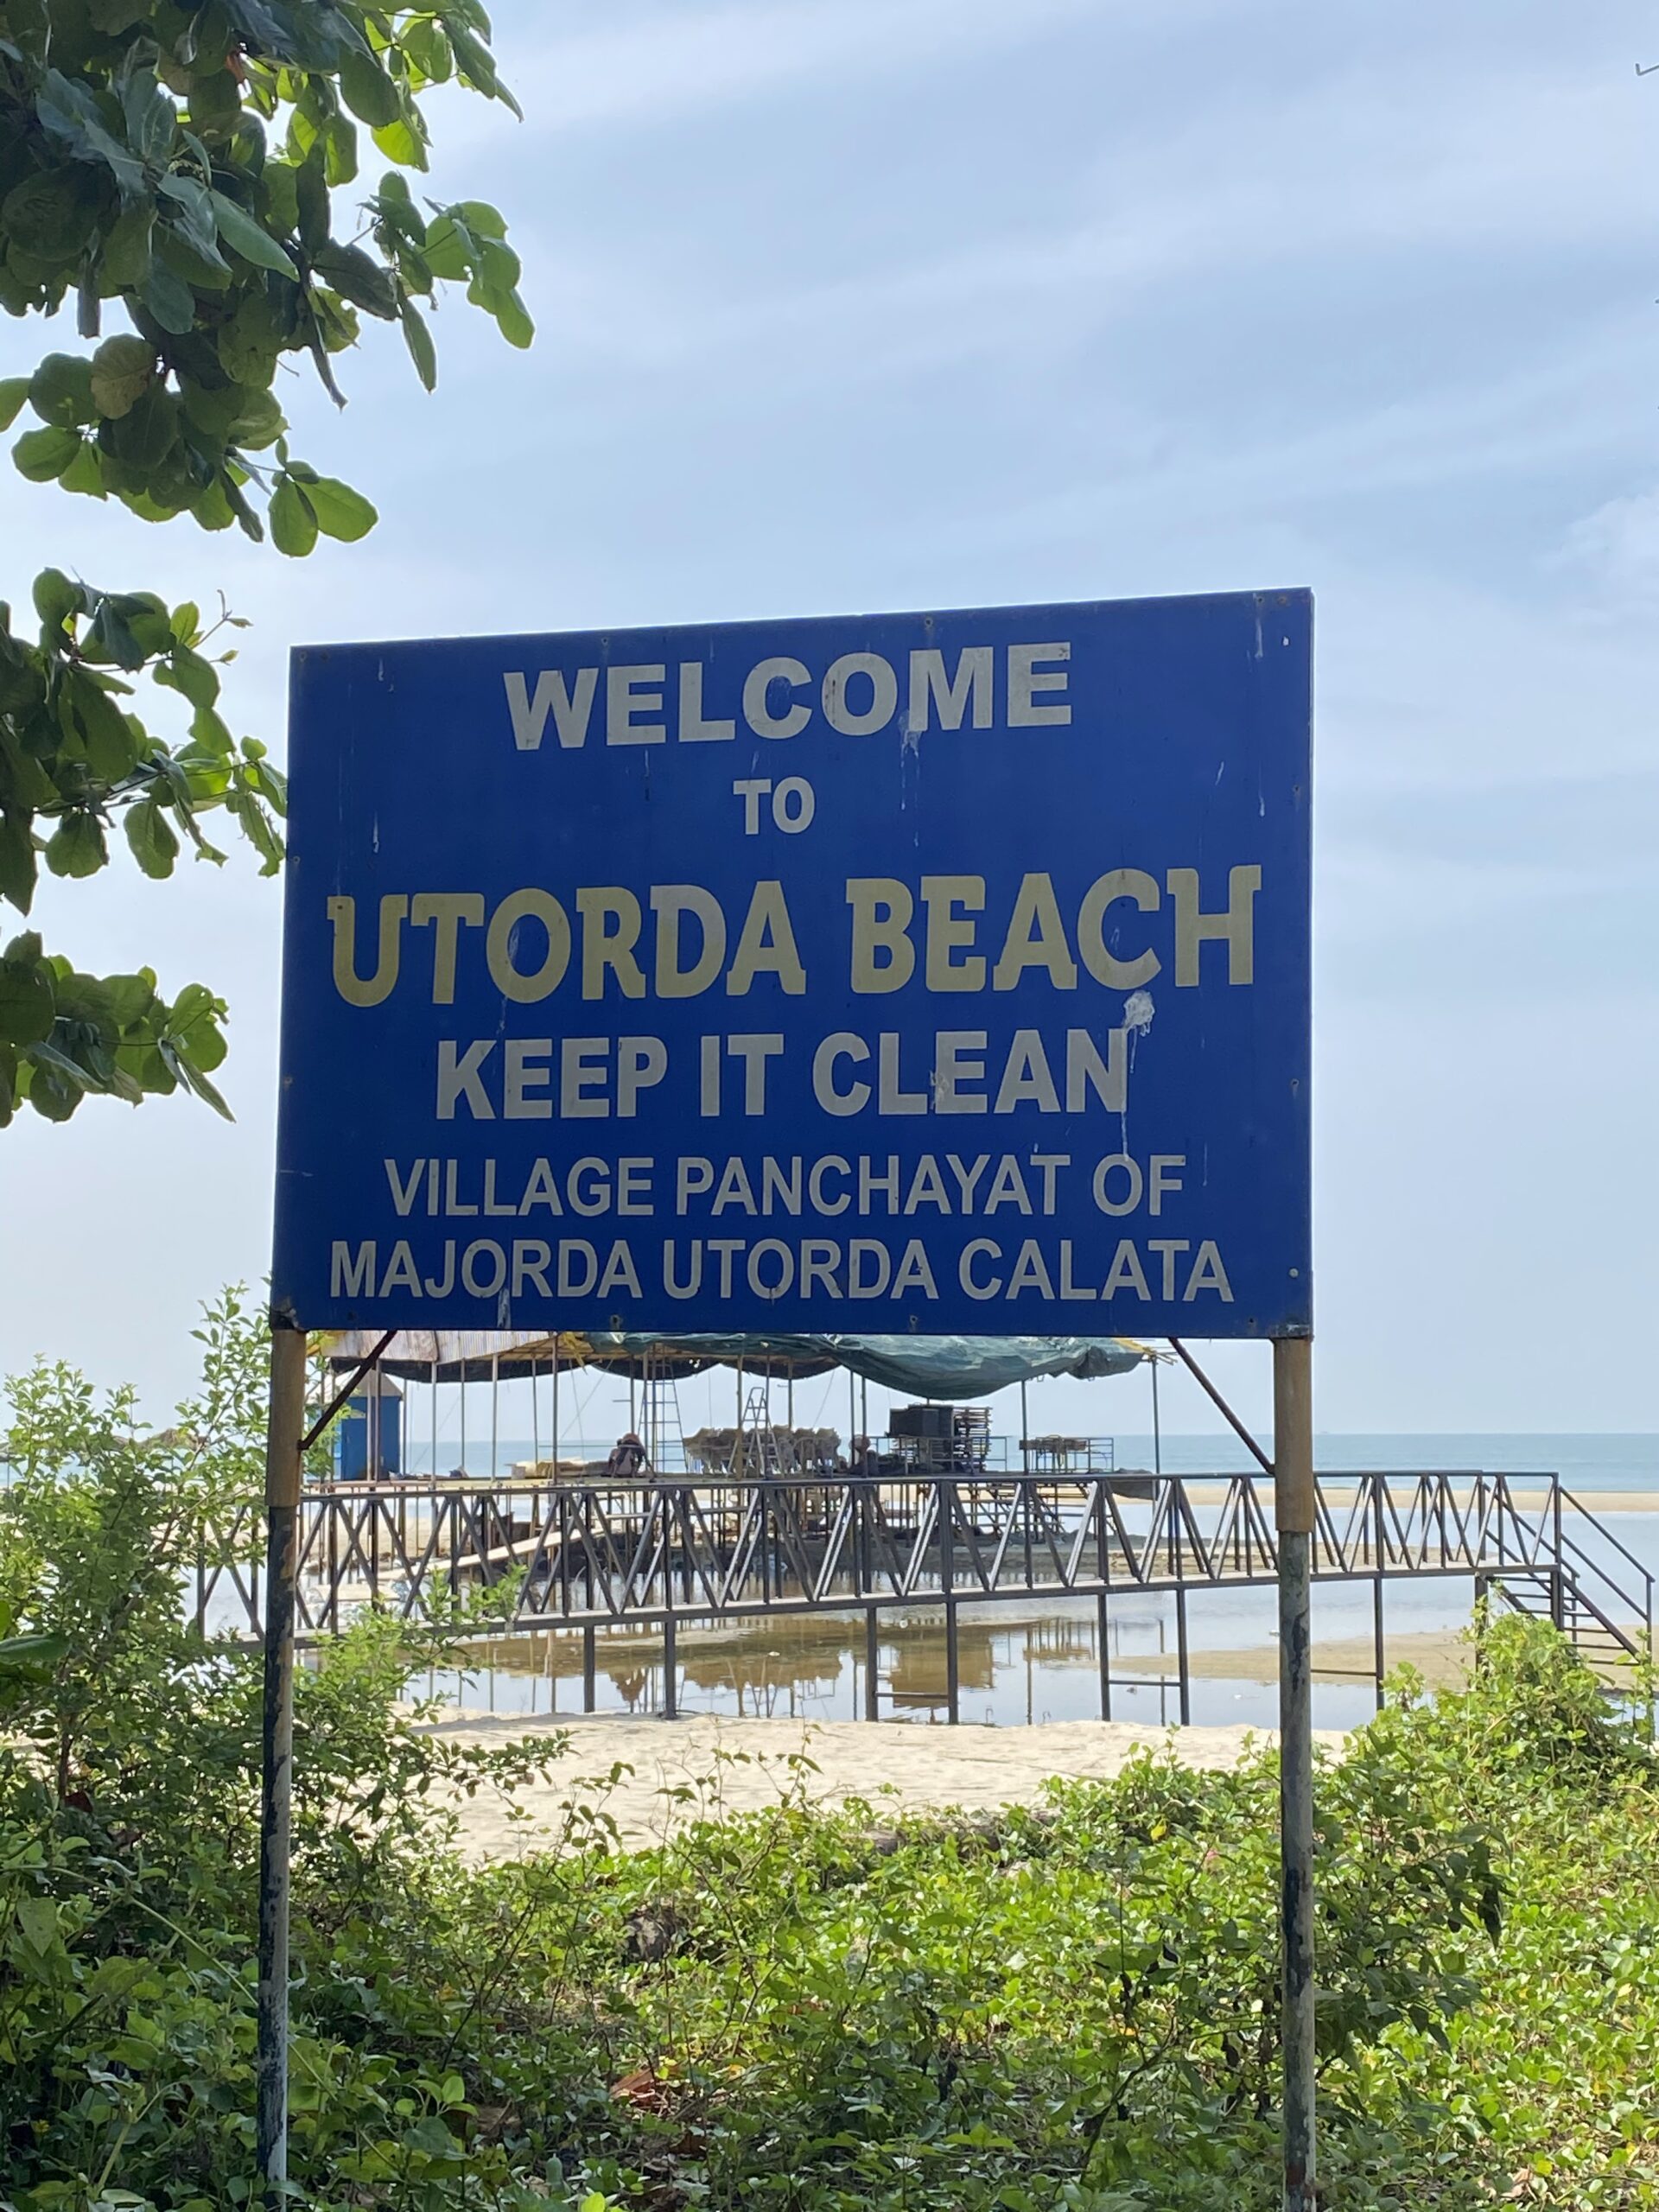 WELCOME
TO
UTORDA BEACH
KEEP IT CLEAN
VILLAGE PANCHAYAT OF
MAJORDA UTORDA CALATA